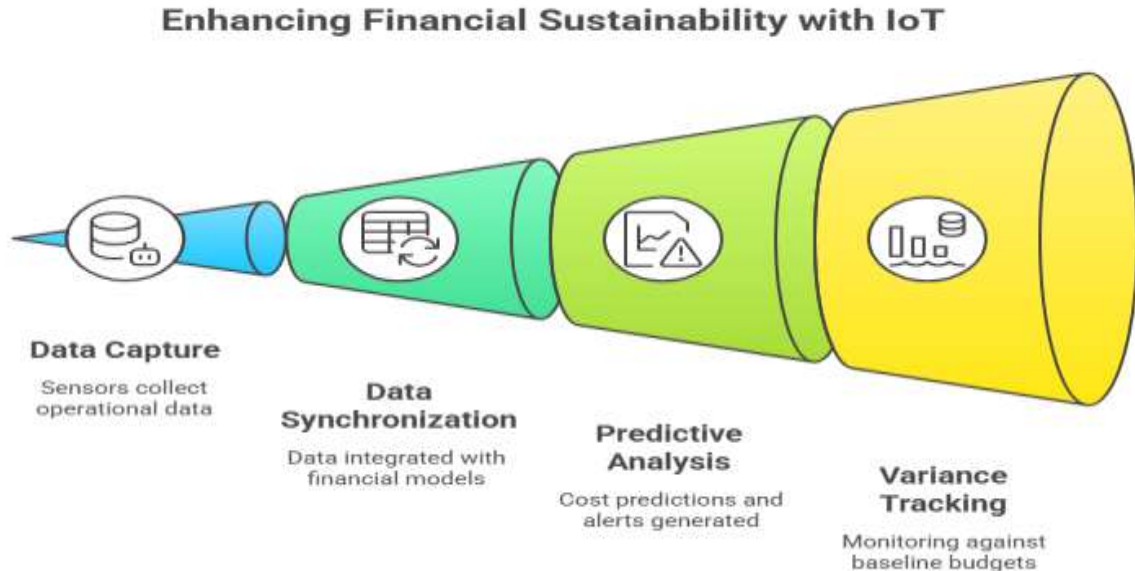 Enhancing Financial Sustainability with IoT
Data Capture
Sensors collect
operational data
Data
Synchronization
Data integrated with
financial models
Predictive
Analysis
Cost predictions and
alerts generated
Variance
Tracking
Monitoring against
baseline budgets